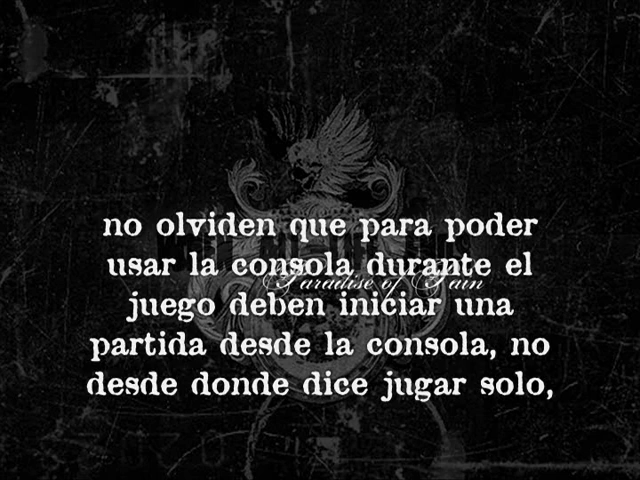 no olviden que para poder
usar la consola durante el
Paradise of Pain
juego deben iniciar una
partida desde la consola, no
desde donde dice jugar solo,